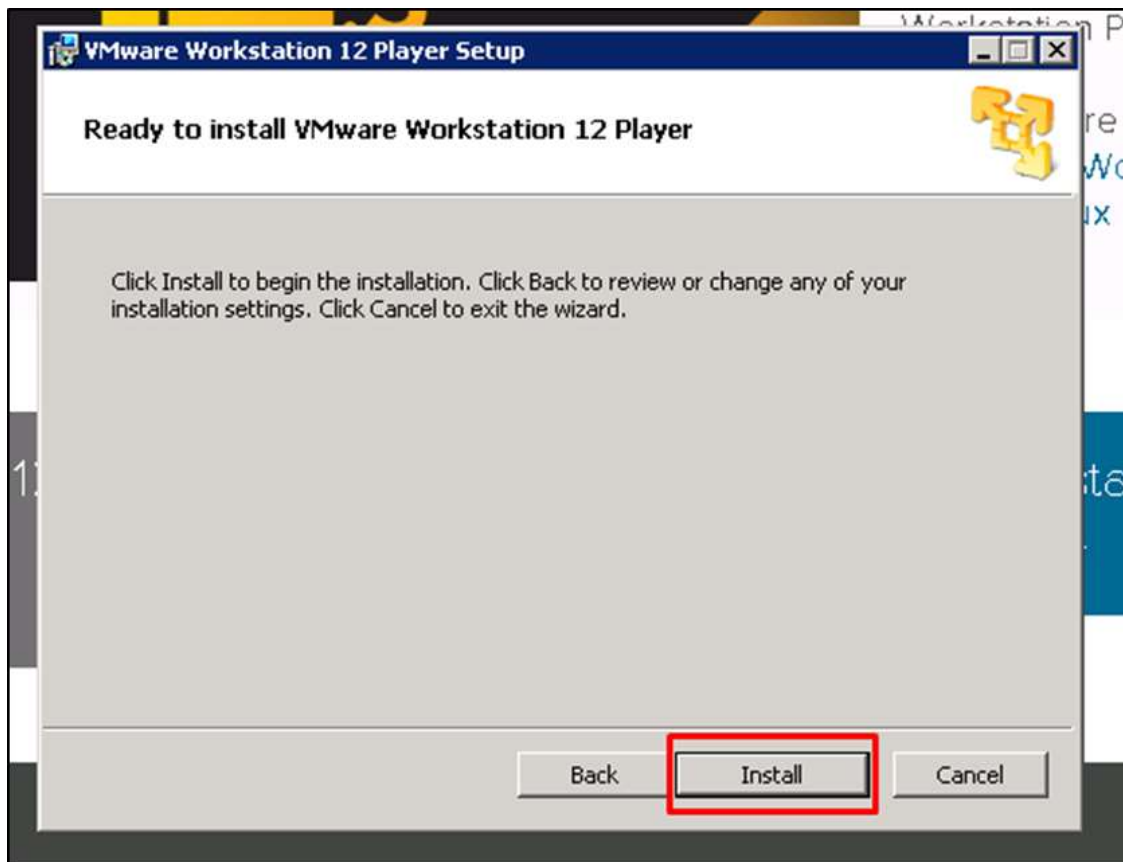 VMware Workstation 12 Player Setup
Ready to install VMware Workstation 12 Player
Click Install to begin the installation. Click Back to review or change any of your
installation settings. Click Cancel to exit the wizard.
Back
Install
Cancel